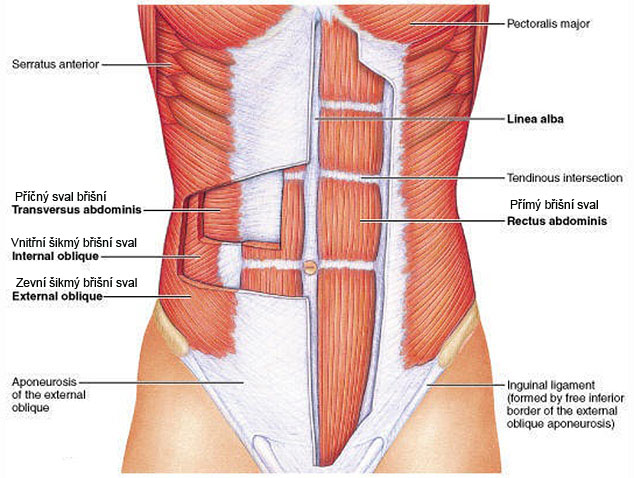 Serratus anterior
Příčný sval břišní
Transversus abdominis
Vnitřní šikmý břišní sval
Internal oblique
Zevní šikmý břišní sval
External oblique
Aponeurosis
of the external
oblique
Pectoralis major
Linea alba
Tendinous intersection
Přímý břišní sval
Rectus abdominis
Inguinal ligament
(formed by free inferior
border of the external
oblique aponeurosis)